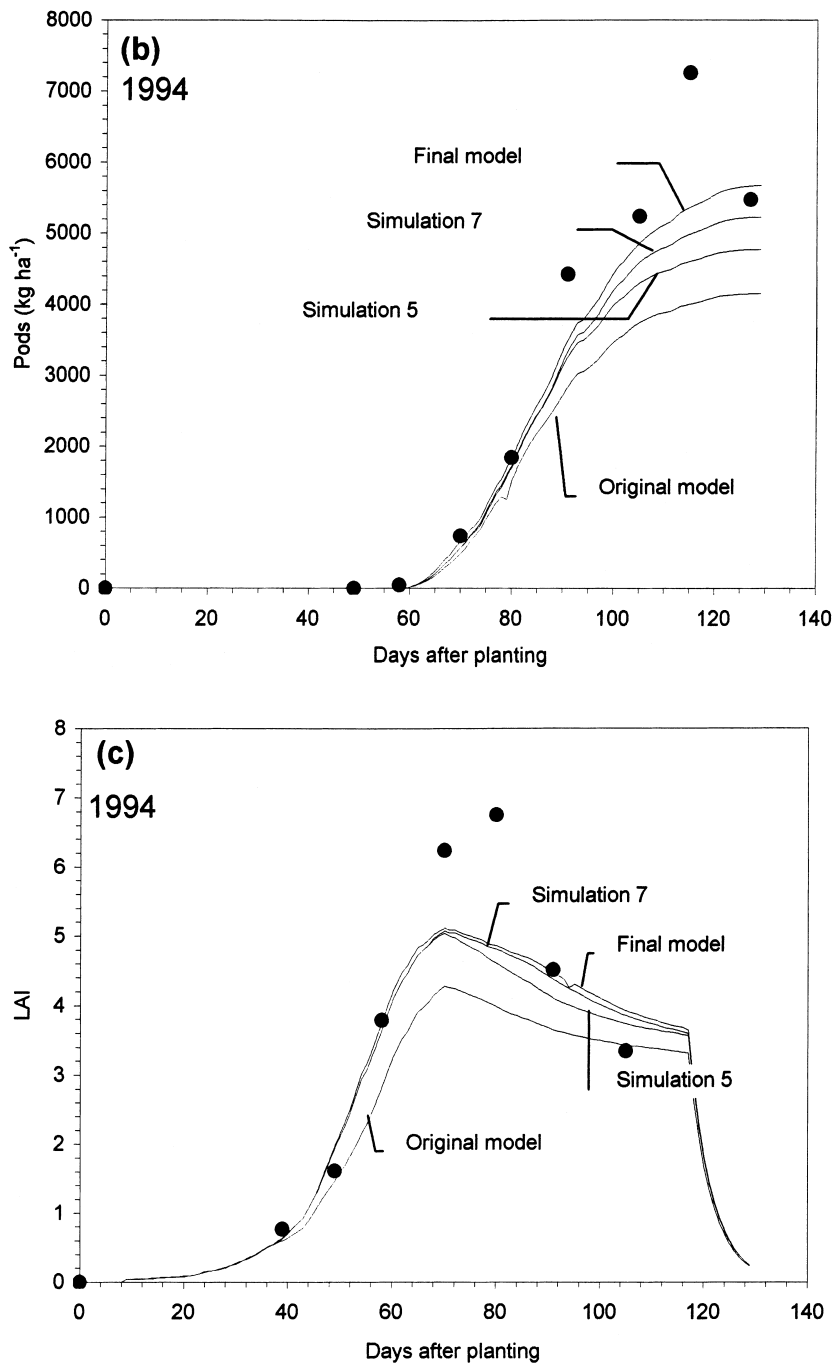 (b)
1994
8000
7000
6000
5000
4000
3000
2000
1000
0
Pods (kg ha-1)
Final model
Simulation 7
Simulation 5
Original model
0 20 40 60 80 100 120 140
Days after planting
(c)
1994
8
7
6
5
4
3
2
1
0
LAI
Simulation 7
Final model
Simulation 5
Original model
0 20 40 60 80 100 120 140
Days after planting